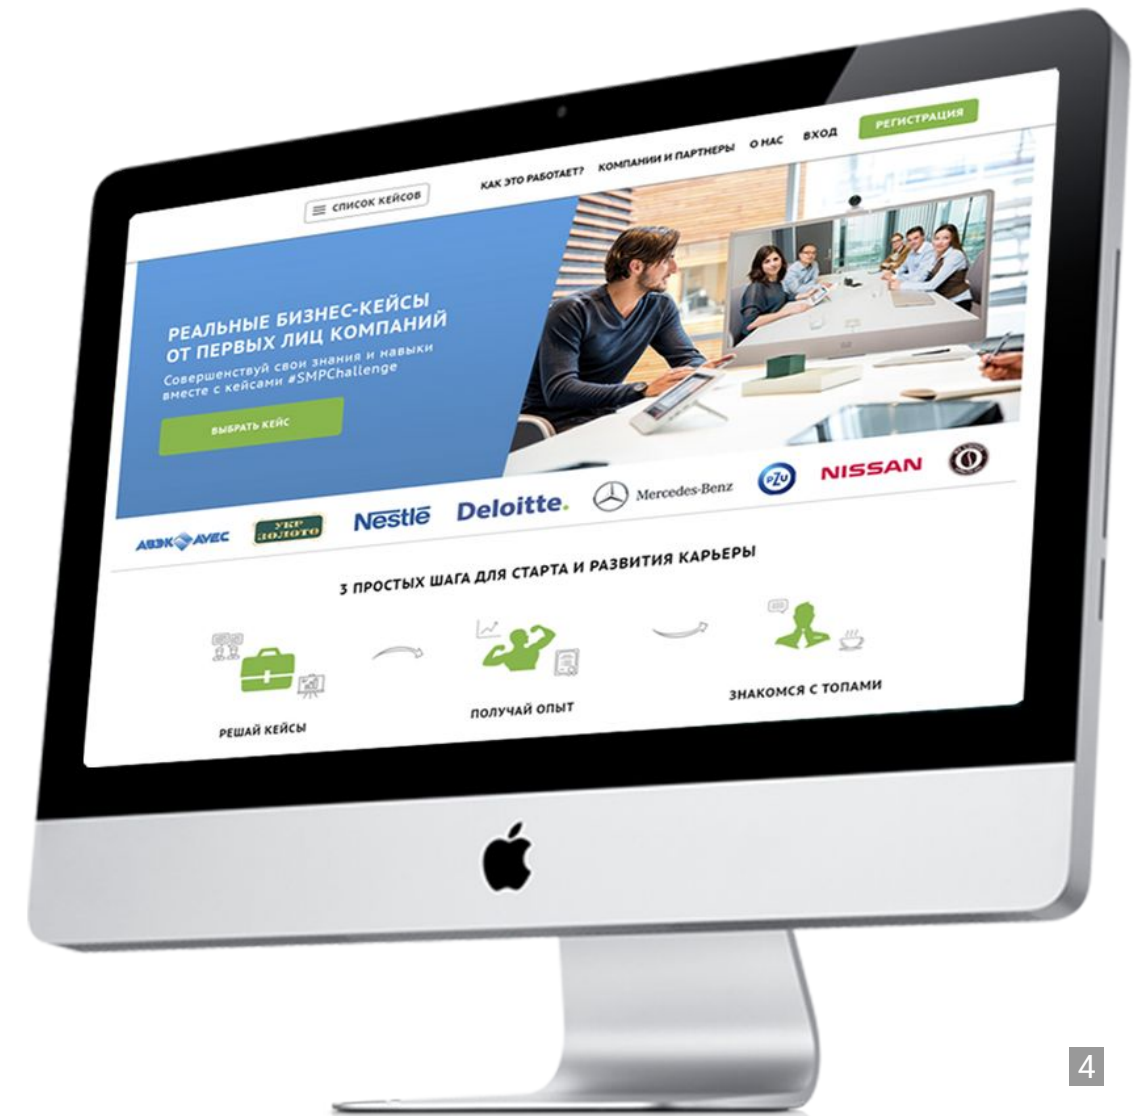 СПИСОК КЕЙСОВ
КАК ЭТО РАБОТАЕТ?
КОМПАНИИ И ПАРТНЕРЫ
О НАС
ВХОД
РЕГИСТРАЦИЯ
РЕАЛЬНЫЕ БИЗНЕС-КЕЙСЫ
ОТ ПЕРВЫХ ЛИЦ КОМПАНИЙ
Совершенствуй свои знания и навыки
вместе с кейсами #SMPChallenge
ВЫБРАТЬ КЕЙС
АВЭК AVEC
УКР
ЗОЛОТО
Nestlē
Deloitte.
Mercedes-Benz
PZU
NISSAN
3 ПРОСТЫХ ШАГА ДЛЯ СТАРТА И РАЗВИТИЯ КАРЬЕРЫ
РЕШАЙ КЕЙСЫ
ПОЛУЧАЙ ОПЫТ
ЗНАКОМСЯ С ТОПАМИ
4